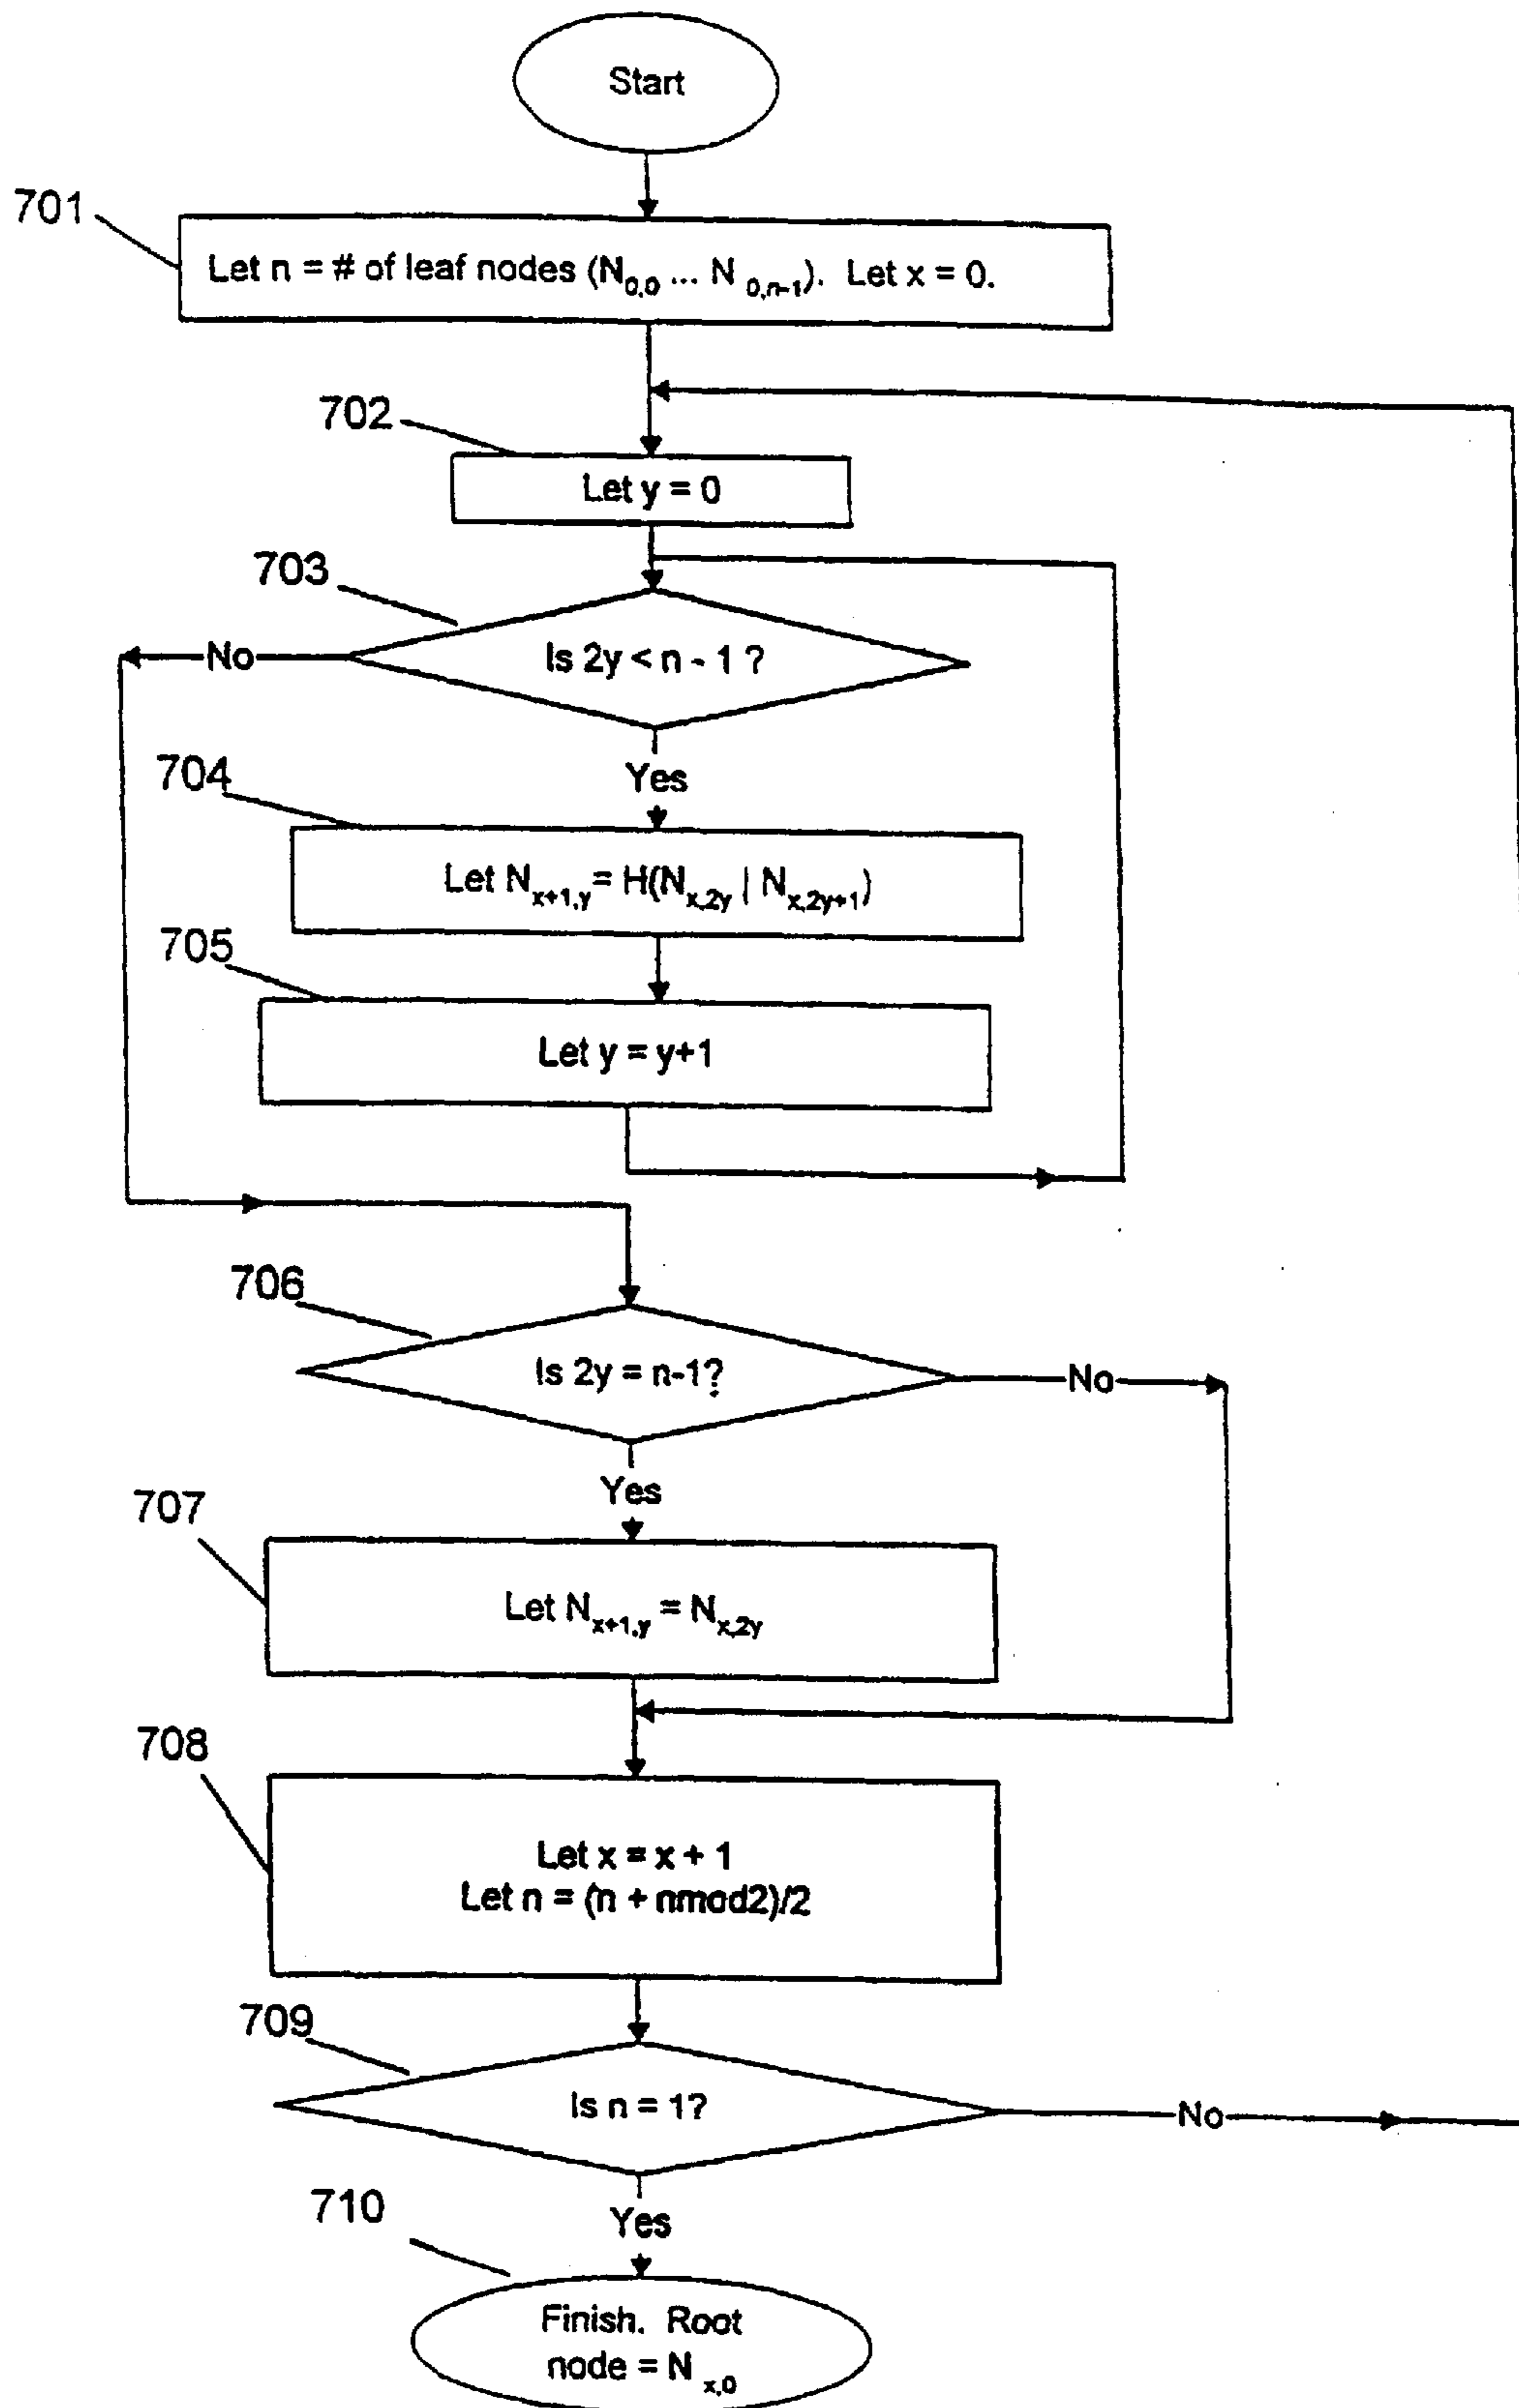 Start
701
Let n = # of leaf nodes (N0,0 ... N 0,n-1). Let x = 0.
702
Let y = 0
703
Is 2y < n - 1 ?
No
Yes
704
Let Nx+1,y = H(Nx,2y | Nx,2y+1)
705
Let y = y+1
706
Is 2y = n-1?
No
Yes
707
Let Nx+1,y = Nx,2y
708
Let x = x + 1
Let n = (n + nmod2)/2
709
Is n = 1?
No
Yes
710
Finish. Root
node = N x,0